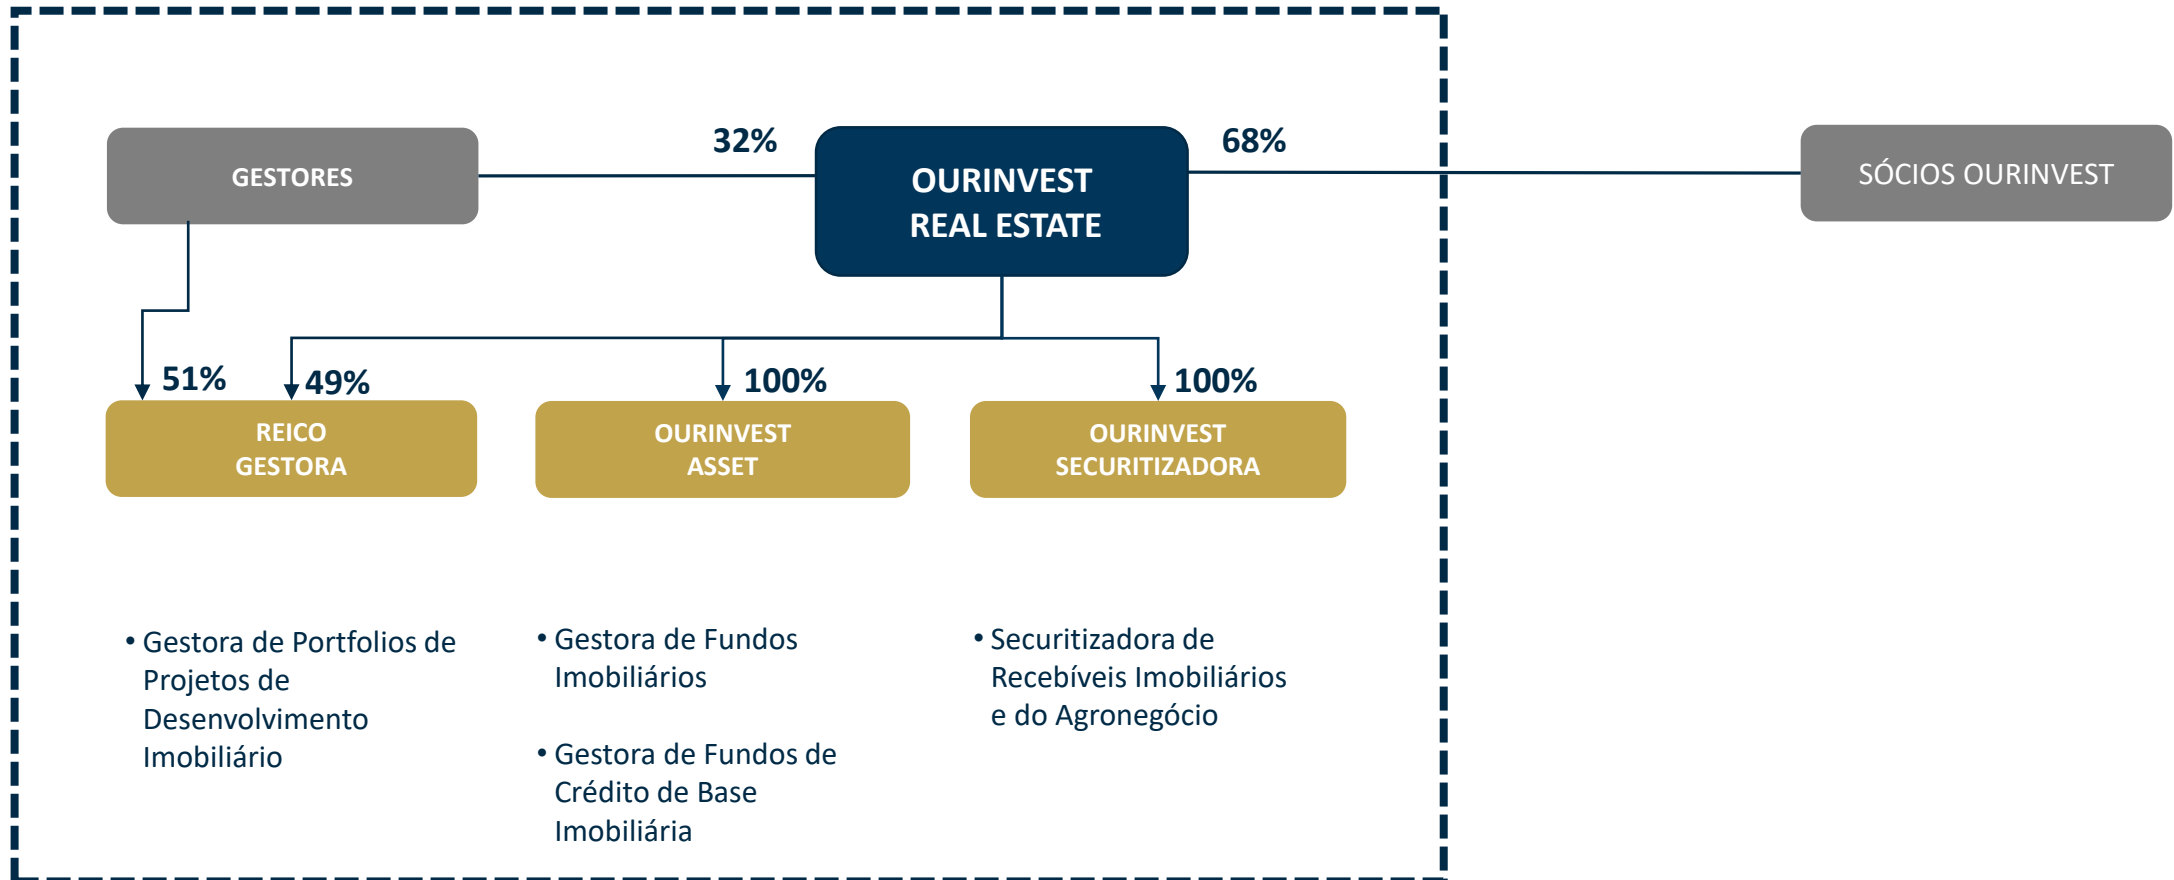 GESTORES
32%
OURINVEST
REAL ESTATE
68%
SÓCIOS OURINVEST
51%
49%
100%
100%
REICO
GESTORA
OURINVEST
ASSET
OURINVEST
SECURITIZADORA
• Gestora de Portfolios de
Projetos de
Desenvolvimento
Imobiliário
• Gestora de Fundos
Imobiliários
• Gestora de Fundos de
Crédito de Base
Imobiliária
• Securitizadora de
Recebíveis Imobiliários
e do Agronegócio